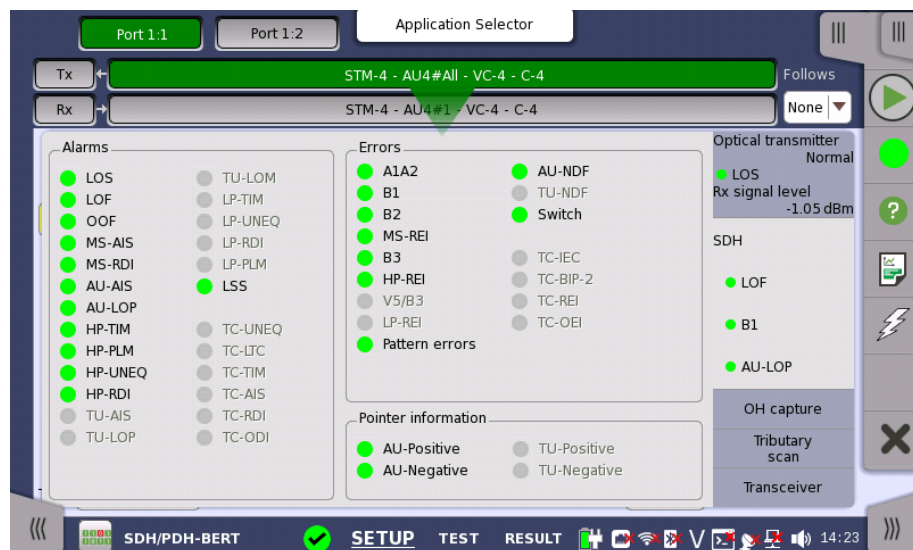 Port 1:1
Port 1:2
Application Selector
Tx
STM-4 - AU4#All - VC-4 - C-4
Follows
Rx
STM-4 - AU4#1 - VC-4 - C-4
None
Alarms
LOS
TU-LOM
LOF
LP-TIM
OOF
LP-UNEQ
MS-AIS
LP-RDI
MS-RDI
LP-PLM
AU-AIS
LSS
AU-LOP
HP-TIM
TC-UNEQ
HP-PLM
TC-LTC
HP-UNEQ
TC-TIM
HP-RDI
TC-AIS
TU-AIS
TC-RDI
TU-LOP
TC-ODI
Errors
A1A2
AU-NDF
B1
TU-NDF
B2
Switch
MS-REI
B3
TC-IEC
HP-REI
TC-BIP-2
V5/B3
TC-REI
LP-REI
TC-OEI
Pattern errors
Pointer information
AU-Positive
TU-Positive
AU-Negative
TU-Negative
Optical transmitter
Normal
LOS
Rx signal level
-1.05 dBm
SDH
LOF
B1
AU-LOP
OH capture
Tributary
scan
Transceiver
SDH/PDH-BERT
SETUP
TEST
RESULT
14:23